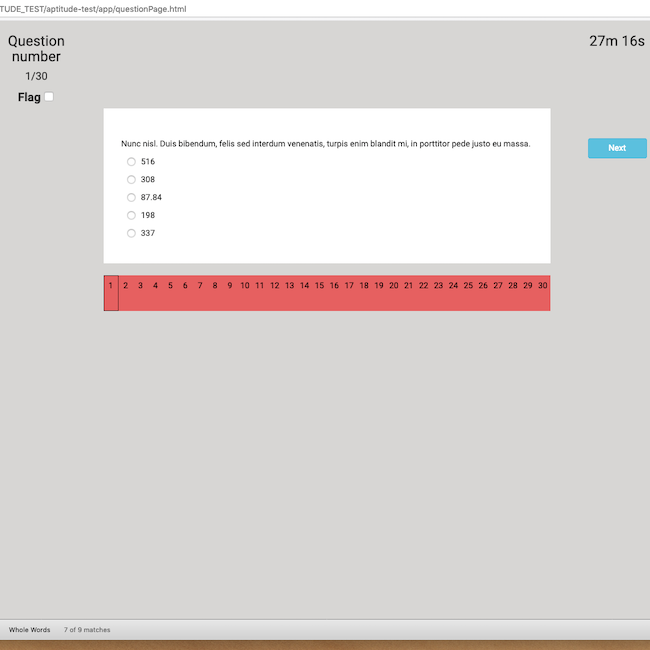 TUDE_TEST/aptitude-test/app/questionPage.html
Question
number
1/30
Flag
27m 16s
Nunc nisl. Duis bibendum, felis sed interdum venenatis, turpis enim blandit mi, in porttitor pede justo eu massa.
516
308
87.84
198
337
Next
1 2 3 4 5 6 7 8 9 10 11 12 13 14 15 16 17 18 19 20 21 22 23 24 25 26 27 28 29 30
Whole Words 7 of 9 matches